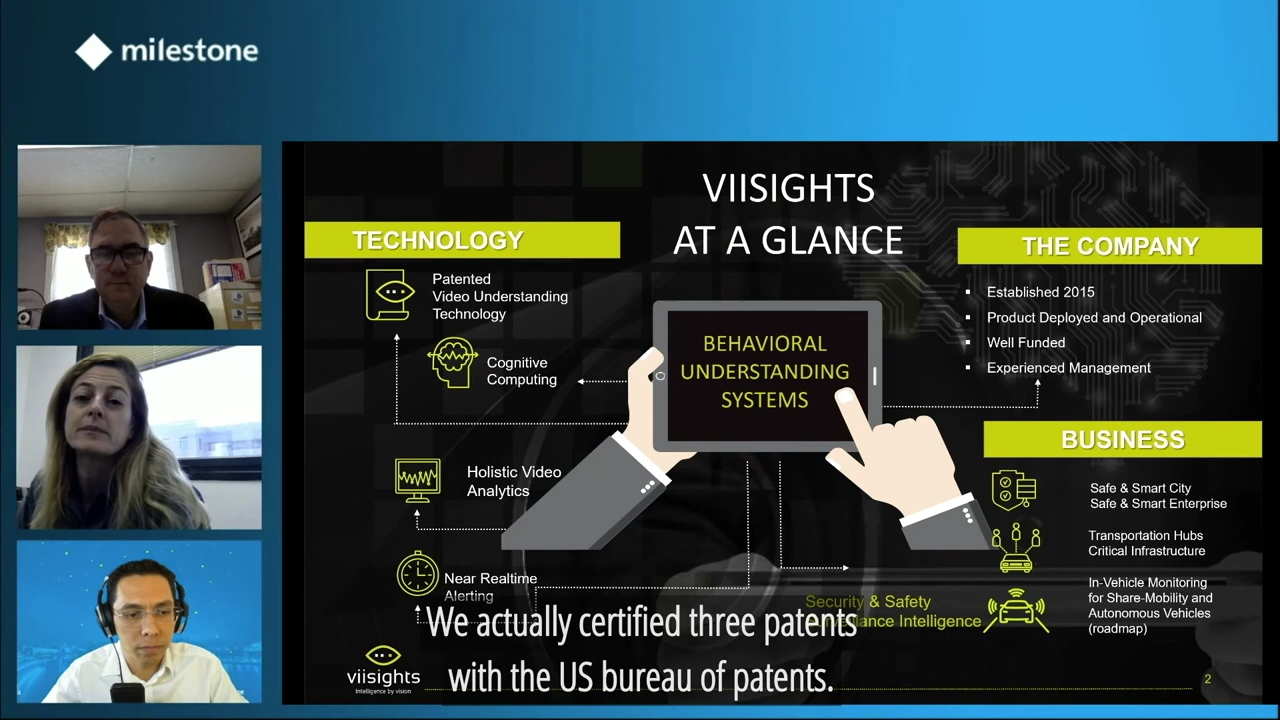 milestone
VIISIGHTS
AT A GLANCE
TECHNOLOGY
Patented
Video Understanding
Technology
Cognitive
Computing
Holistic Video
Analytics
Near Realtime
Alerting
BEHAVIORAL
UNDERSTANDING
SYSTEMS
Security & Safety
Intelligence
THE COMPANY
▪ Established 2015
▪ Product Deployed and Operational
▪ Well Funded
▪ Experienced Management
BUSINESS
Safe & Smart City
Safe & Smart Enterprise
Transportation Hubs
Critical Infrastructure
In-Vehicle Monitoring
for Share-Mobility and
Autonomous Vehicles
(roadmap)
We actually certified three patents
with the US bureau of patents.
viisights
Intelligence by vision
2